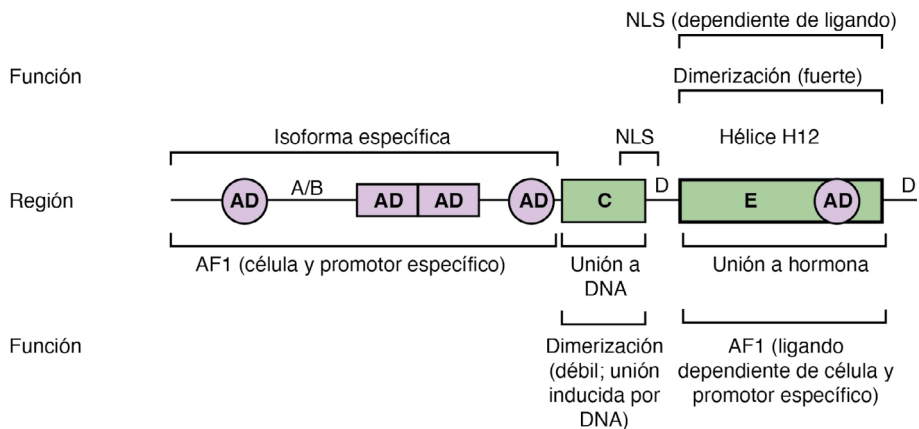 NLS (dependiente de ligando)
Función
Dimerización (fuerte)
Isoforma específica
NLS
Hélice H12
Región
AD
A/B
AD
AD
AD
C
D
E
AD
D
AF1 (célula y promotor específico)
Unión a
DNA
Unión a hormona
Función
Dimerización
(débil; unión
inducida por
DNA)
AF1 (ligando
dependiente de célula y
promotor específico)